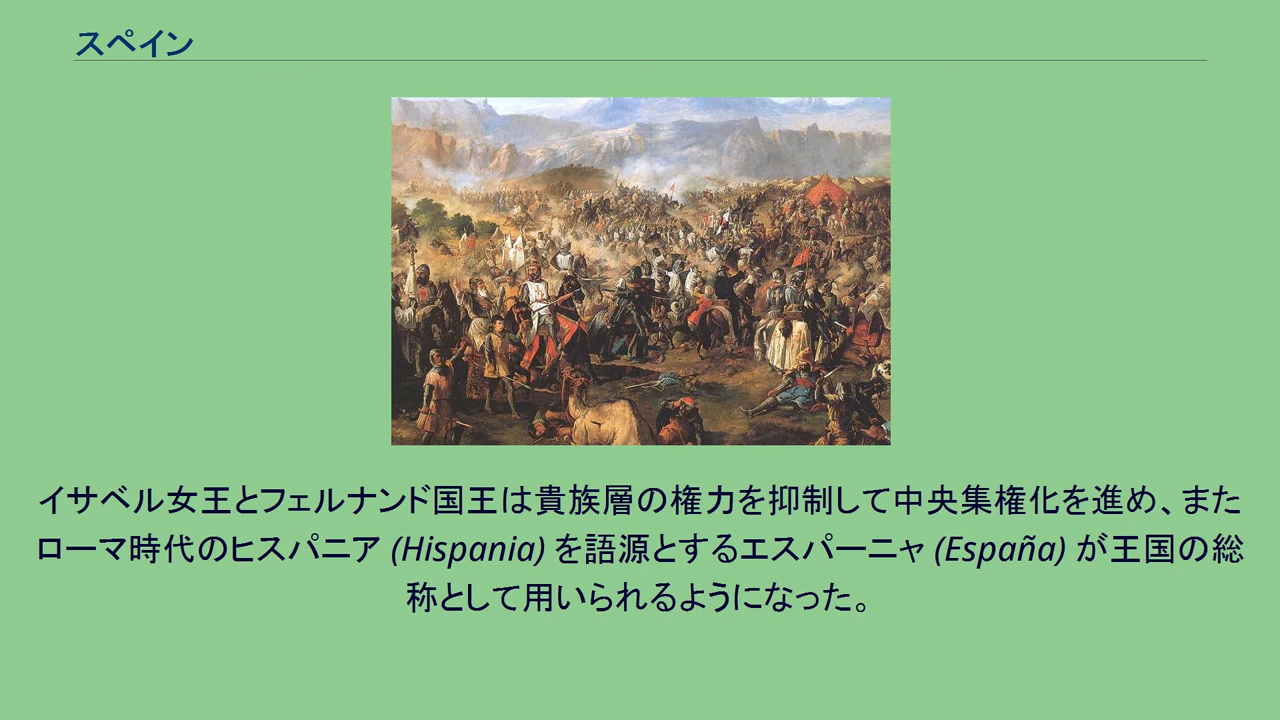 スペイン
イサベル女王とフェルナンド国王は貴族層の権力を抑制して中央集権化を進め、また
ローマ時代のヒスパニア (Hispania) を語源とするエスパーニャ (España) が王国の総
称として用いられるようになった。